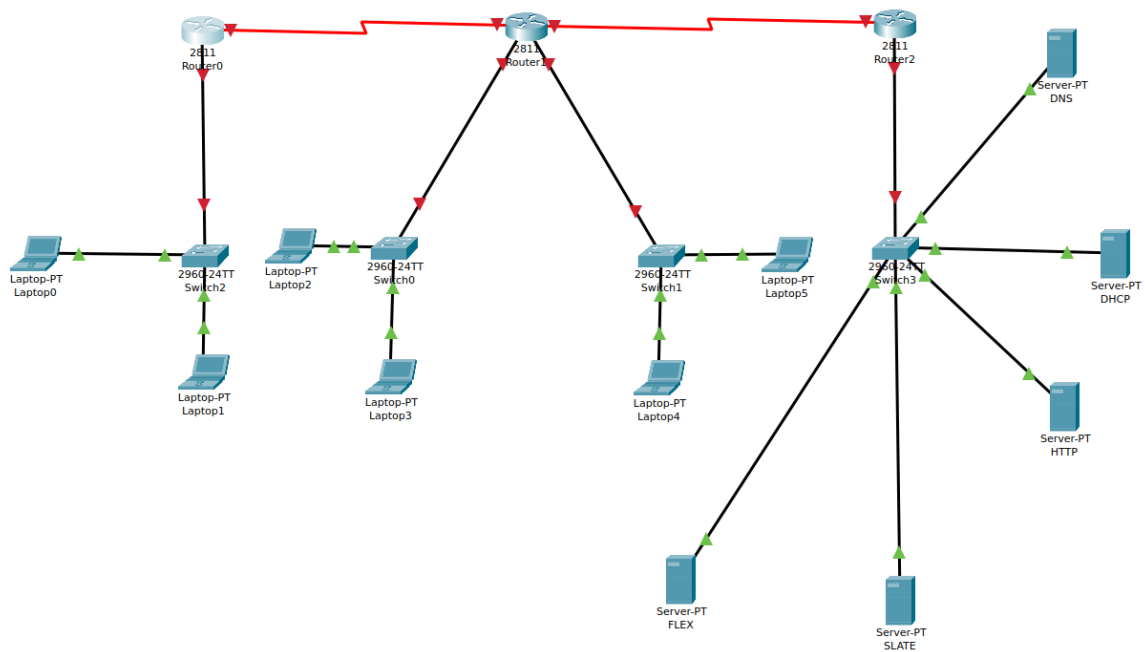 2811
Router0
2811
Router1
2811
Router2
Server-PT
DNS
Laptop-PT
Laptop0
2960-24TT
Switch2
Laptop-PT
Laptop2
2960-24TT
Switch0
2960-24TT
Switch1
Laptop-PT
Laptop5
2960-24TT
Switch3
Server-PT
DHCP
Laptop-PT
Laptop1
Laptop-PT
Laptop3
Laptop-PT
Laptop4
Server-PT
HTTP
Server-PT
FLEX
Server-PT
SLATE